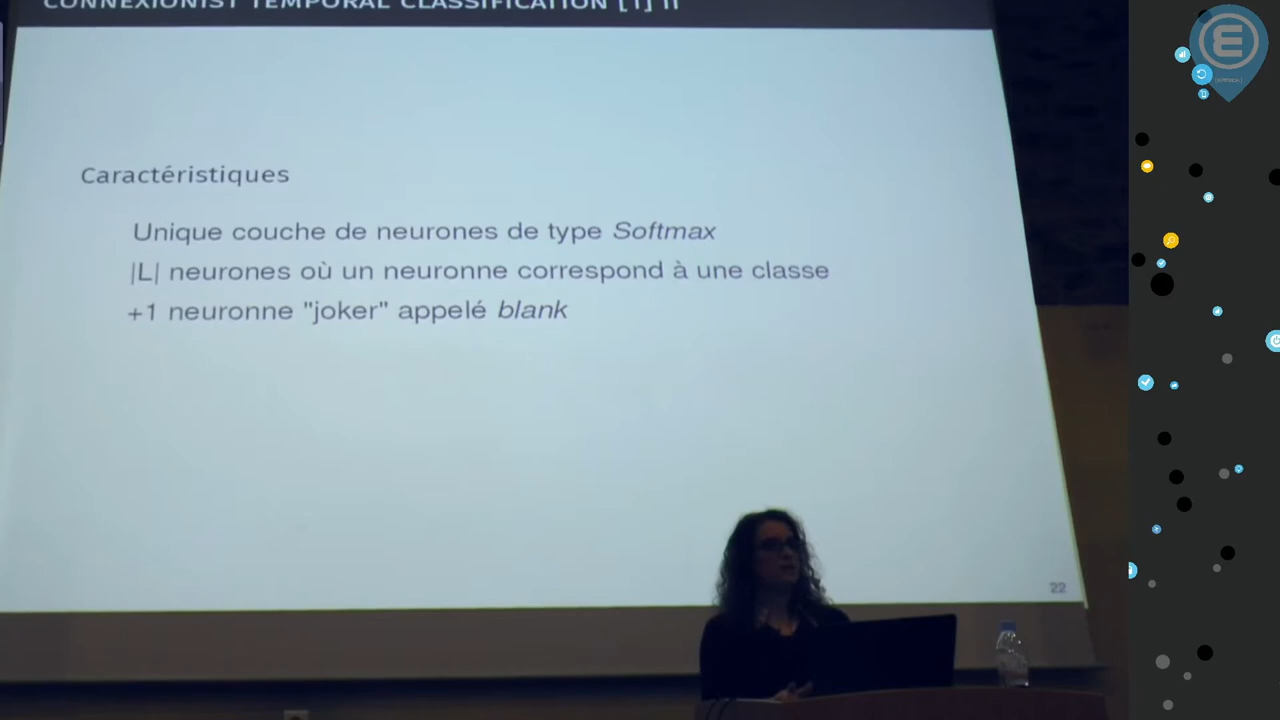 CONNEXIONIST TEMPORAL CLASSIFICATION [1] II
Caractéristiques
Unique couche de neurones de type Softmax
|L| neurones où un neuronne correspond à une classe
+1 neuronne "joker" appelé blank
22